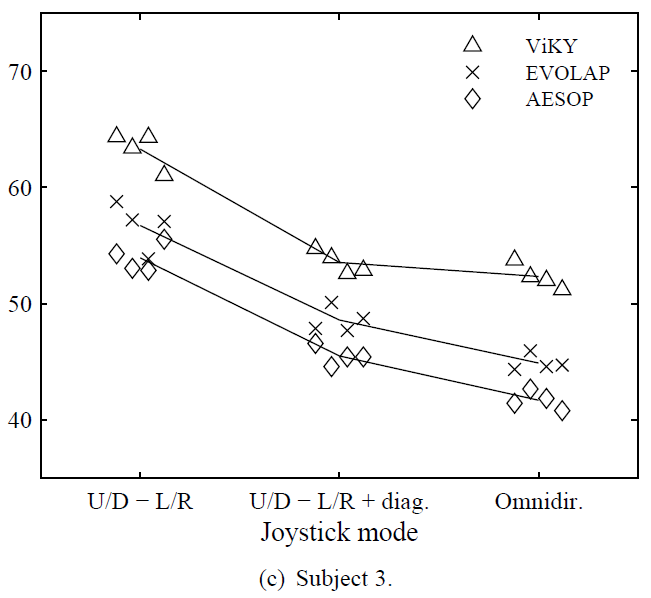 70
60
50
40
ViKY
EVOLAP
AESOP
U/D − L/R
U/D − L/R + diag.
Omnidir.
Joystick mode
(c) Subject 3.